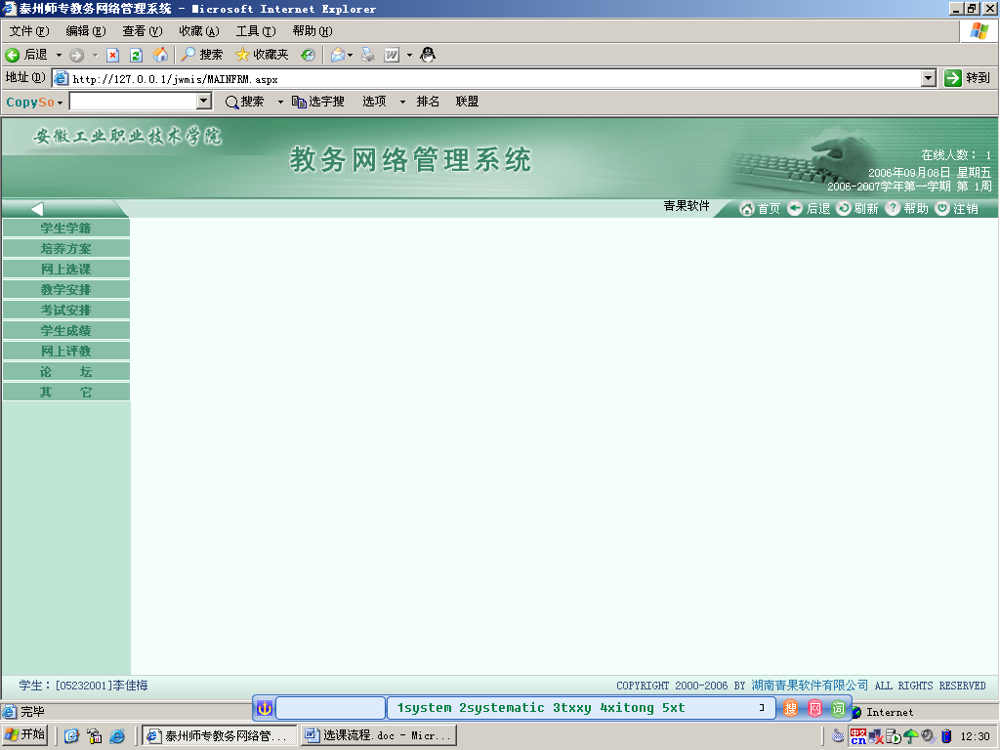 泰州师专教务网络管理系统 - Microsoft Internet Explorer
文件(F) 编辑(E) 查看(V) 收藏(A) 工具(T) 帮助(H)
后退 搜索 收藏夹
地址(D) http://127.0.0.1/jwmis/MAINFRM.aspx 转到
CopySo 搜索 选字搜 选项 排名 联盟
安徽工业职业技术学院
教务网络管理系统
在线人数: 1
2006年09月08日 星期五
2006-2007学年第一学期 第 1周
青果软件 首页 后退 刷新 帮助 注销
学生学籍
培养方案
网上选课
教学安排
考试安排
学生成绩
网上评教
论 坛
其 它
学生:[05232001]李佳梅 COPYRIGHT 2000-2006 BY 湖南青果软件有限公司 ALL RIGHTS RESERVED
1system 2systematic 3txxy 4xitong 5xt 搜 网 词
完毕 Internet
开始 泰州师专教务网络管... 选课流程.doc - Micr... CN 12:30